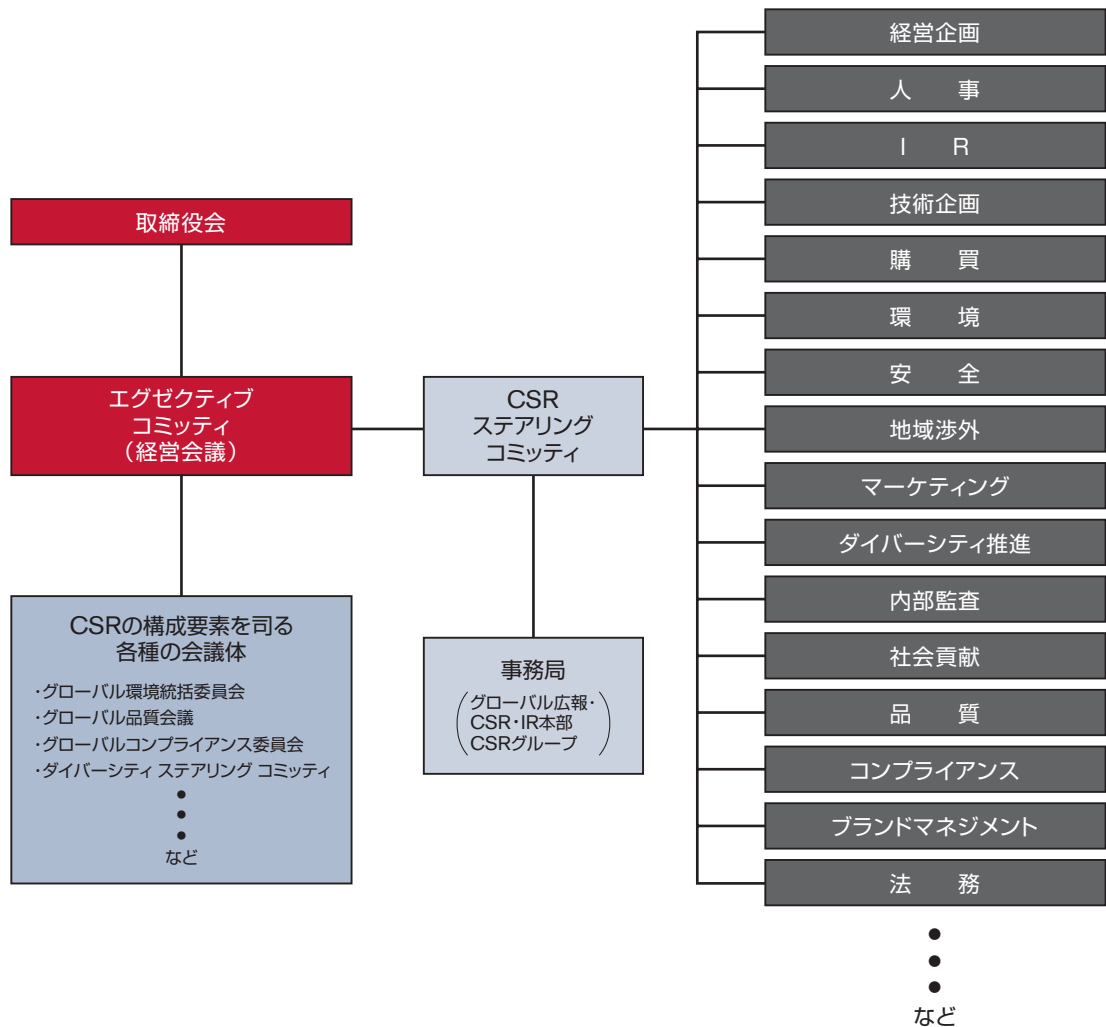 取締役会
エグゼクティブ
コミッティ
（経営会議）
CSRの構成要素を司る
各種の会議体
・グローバル環境統括委員会
・グローバル品質会議
・グローバルコンプライアンス委員会
・ダイバーシティ ステアリング コミッティ
●
●
●
など
CSR
ステアリング
コミッティ
事務局
（グローバル広報・
CSR・IR本部
CSRグループ）
経営企画
人　　事
I　　R
技術企画
購　　買
環　　境
安　　全
地域渉外
マーケティング
ダイバーシティ推進
内部監査
社会貢献
品　　質
コンプライアンス
ブランドマネジメント
法　　務
●
●
●
など